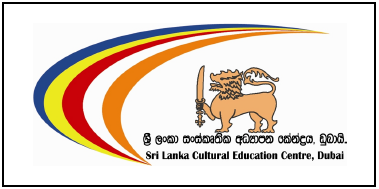 ශ්‍රී ලංකා සංස්කෘතික අධ්‍යාපන කේන්ද්‍රය, ඩුබායි.
Sri Lanka Cultural Education Centre, Dubai